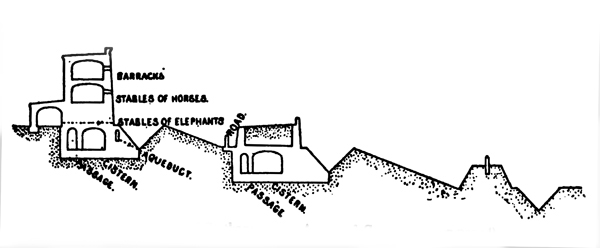 BARRACKS
STABLES OF HORSES.
STABLES OF ELEPHANTS
AQUEDUCT.
CISTERN.
PASSAGE.
ROAD.
CISTERN.
PASSAGE